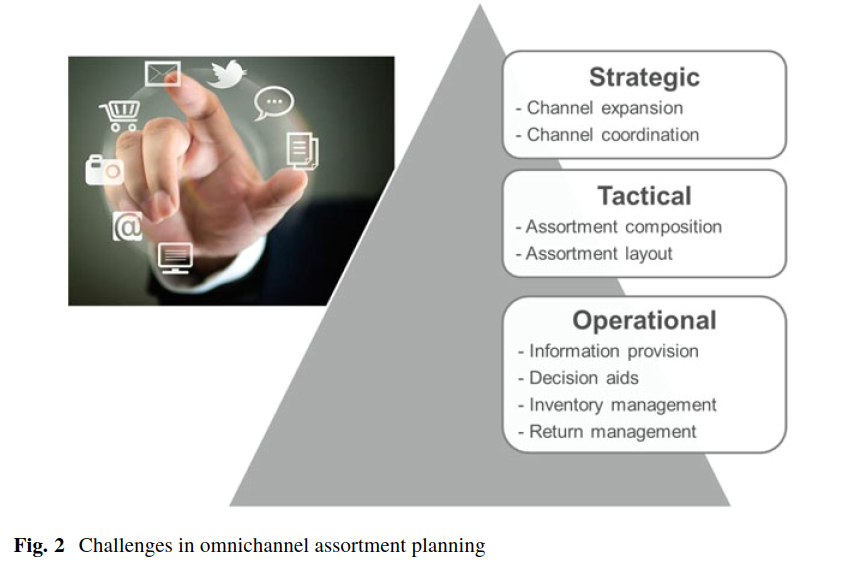 Strategic
- Channel expansion
- Channel coordination
Tactical
- Assortment composition
- Assortment layout
Operational
- Information provision
- Decision aids
- Inventory management
- Return management
@
Fig. 2 Challenges in omnichannel assortment planning